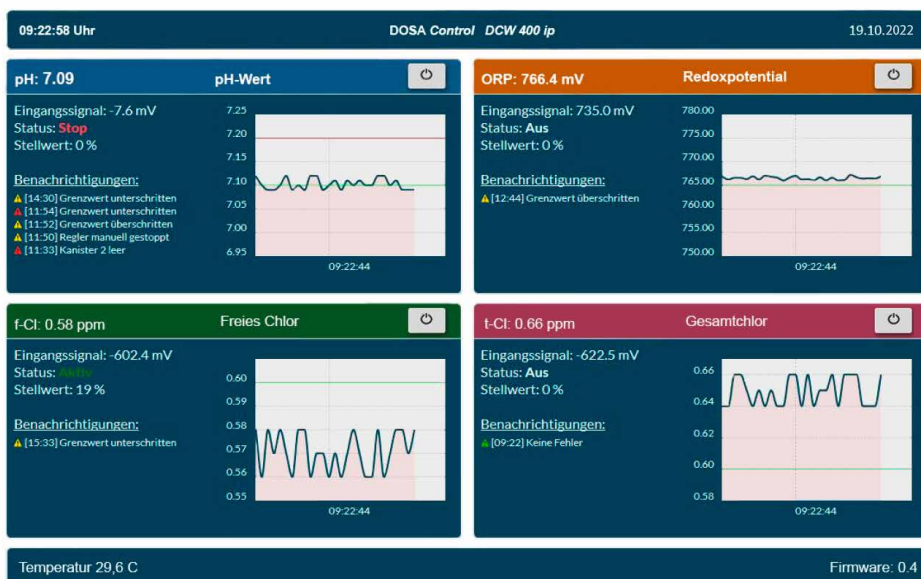 09:22:58 Uhr DOSA Control DCW 400 ip 19.10.2022
pH: 7.09 pH-Wert
Eingangssignal: -7.6 mV
Status: Stop
Stellwert: 0 %
Benachrichtigungen:
[14:30] Grenzwert unterschritten
[11:54] Grenzwert unterschritten
[11:52] Grenzwert überschritten
[11:50] Regler manuell gestoppt
[11:33] Kanister 2 leer
7.25
7.20
7.15
7.10
7.05
7.00
6.95
09:22:44
ORP: 766.4 mV Redoxpotential
Eingangssignal: 735.0 mV
Status: Aus
Stellwert: 0 %
Benachrichtigungen:
[12:44] Grenzwert überschritten
780.00
775.00
770.00
765.00
760.00
755.00
750.00
09:22:44
f-Cl: 0.58 ppm Freies Chlor
Eingangssignal: -602.4 mV
Status: Aktiv
Stellwert: 19 %
Benachrichtigungen:
[15:33] Grenzwert unterschritten
0.60
0.59
0.58
0.57
0.56
0.55
09:22:44
t-Cl: 0.66 ppm Gesamtchlor
Eingangssignal: -622.5 mV
Status: Aus
Stellwert: 0 %
Benachrichtigungen:
[09:22] Keine Fehler
0.66
0.64
0.62
0.60
0.58
09:22:44
Temperatur 29,6 C Firmware: 0.4